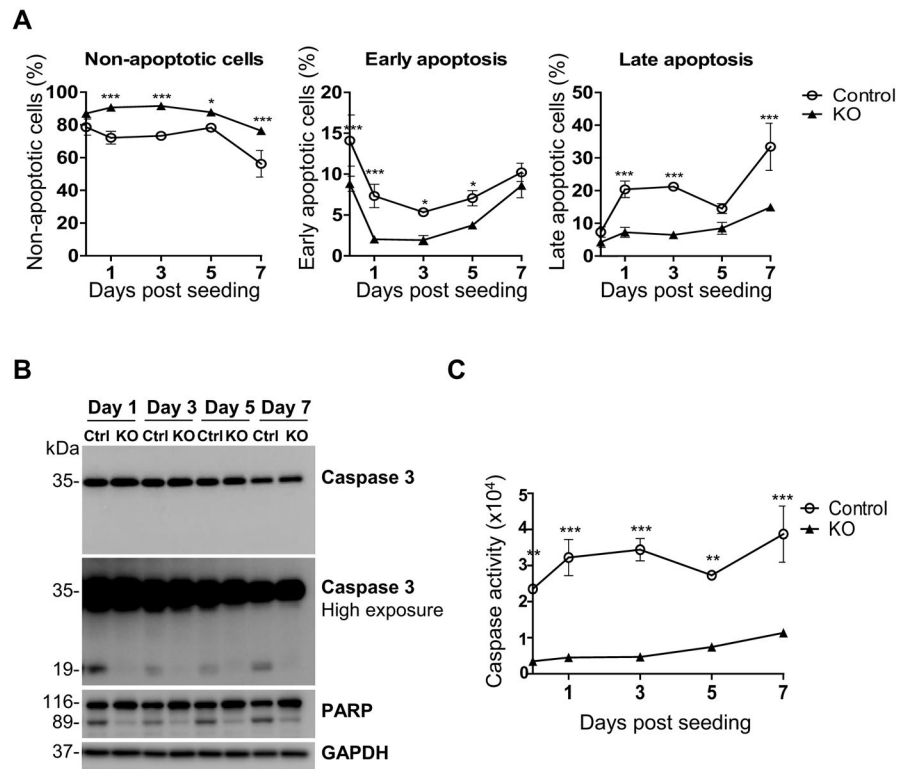 A
Non-apoptotic cells
Non-apoptotic cells (%)
100
80
60
40
20
0
*** *** * ***
1 3 5 7
Days post seeding
Early apoptosis
Early apoptotic cells (%)
20
15
10
5
0
*** *** * *
1 3 5 7
Days post seeding
Late apoptosis
Late apoptotic cells (%)
50
40
30
20
10
0
*** *** ***
1 3 5 7
Days post seeding
Control
KO
B
Day 1 Day 3 Day 5 Day 7
Ctrl KO Ctrl KO Ctrl KO Ctrl KO
kDa
35- Caspase 3
35- Caspase 3
High exposure
19-
116- PARP
89-
37- GAPDH
C
Caspase activity (x10⁴)
5
4
3
2
1
0
** *** *** ** ***
1 3 5 7
Days post seeding
Control
KO